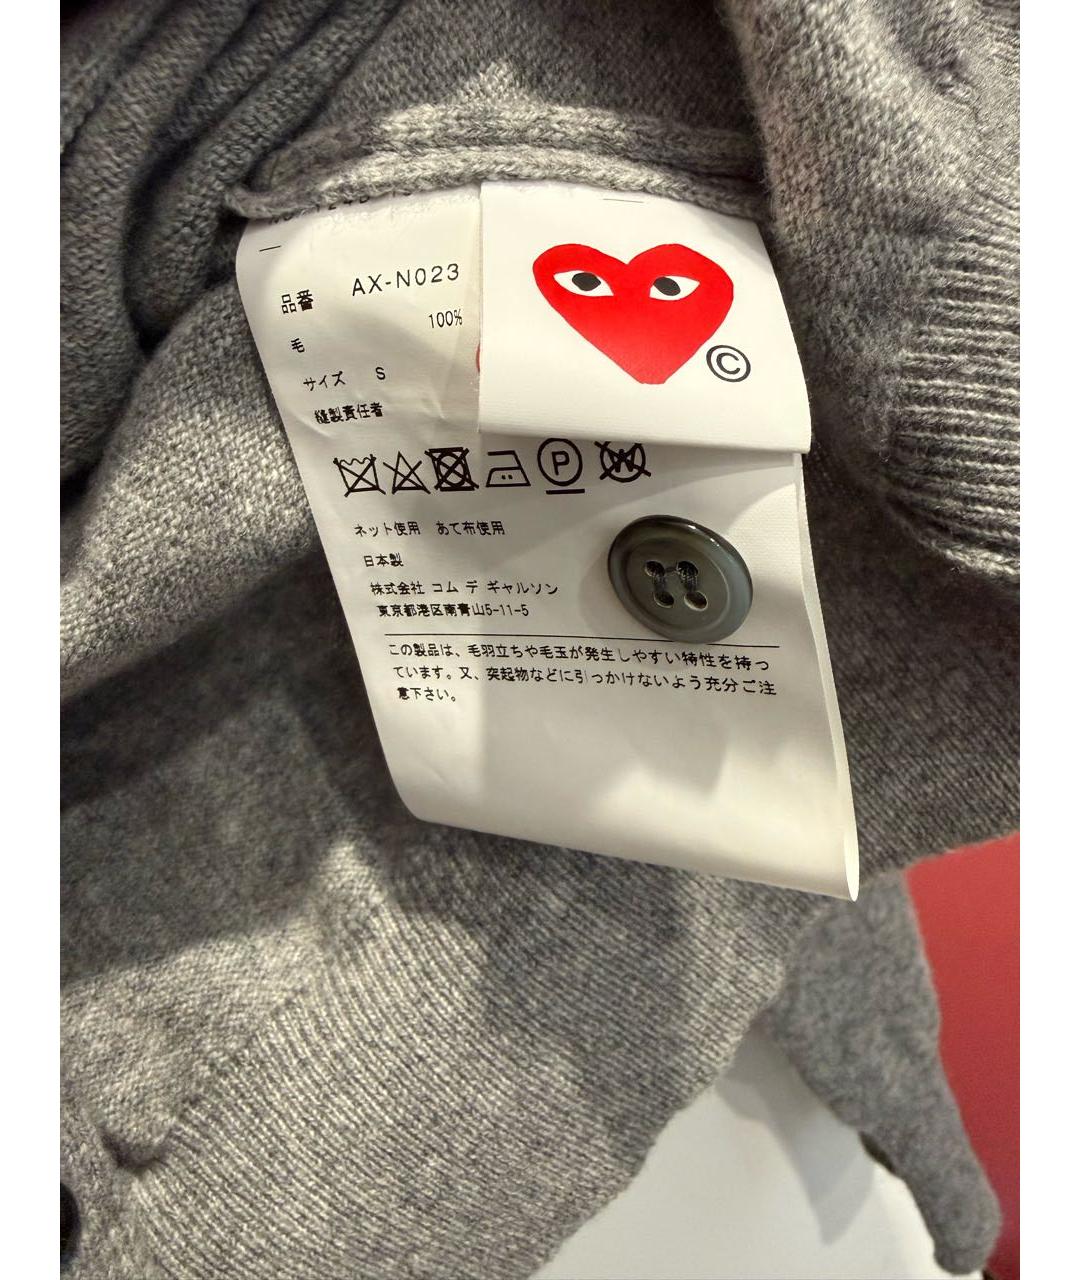 品番 AX-N023
毛 100%
サイズ S
縫製責任者
P
W
ネット使用 あて布使用
日本製
株式会社 コム デ ギャルソン
東京都港区南青山5-11-5
この製品は、毛羽立ちや毛玉が発生しやすい特性を持っ
ています。又、突起物などに引っかけないよう充分ご注
意下さい。
©